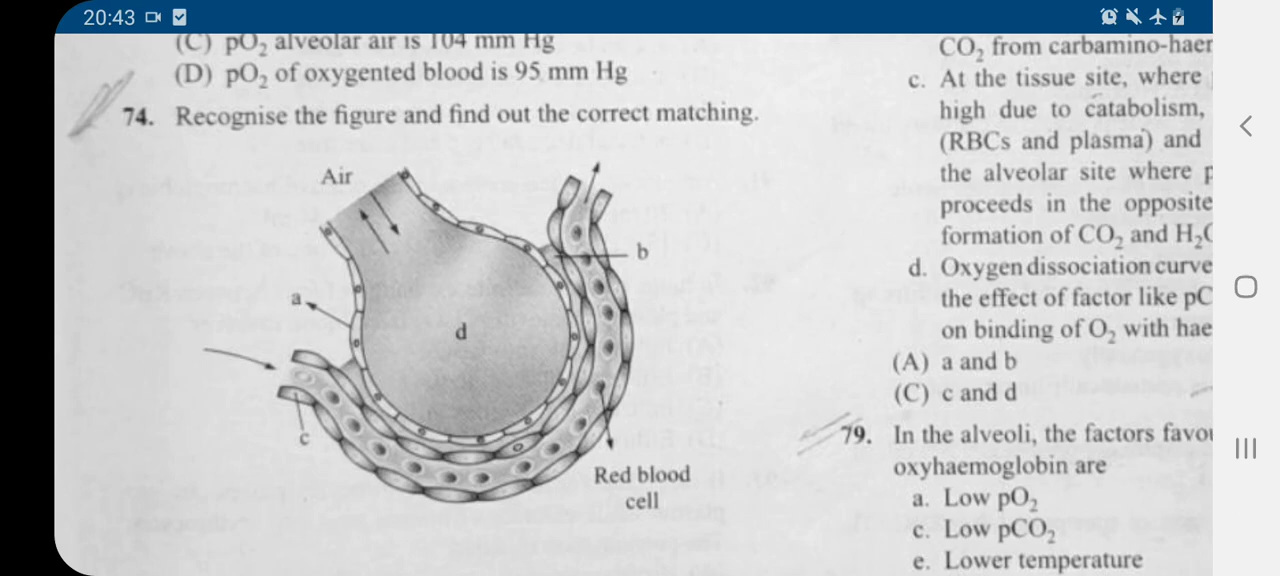 20:43
(C) pO₂ alveolar air is 104 mm Hg
(D) pO₂ of oxygented blood is 95 mm Hg
74. Recognise the figure and find out the correct matching.
Air
b
a
d
c
Red blood
cell
CO₂ from carbamino-haer
c. At the tissue site, where
high due to catabolism,
(RBCs and plasma) and
the alveolar site where p
proceeds in the opposite
formation of CO₂ and H₂
d. Oxygen dissociation curve
the effect of factor like pC
on binding of O₂ with hae
(A) a and b
(C) c and d
79. In the alveoli, the factors favou
oxyhaemoglobin are
a. Low pO₂
c. Low pCO₂
e. Lower temperature